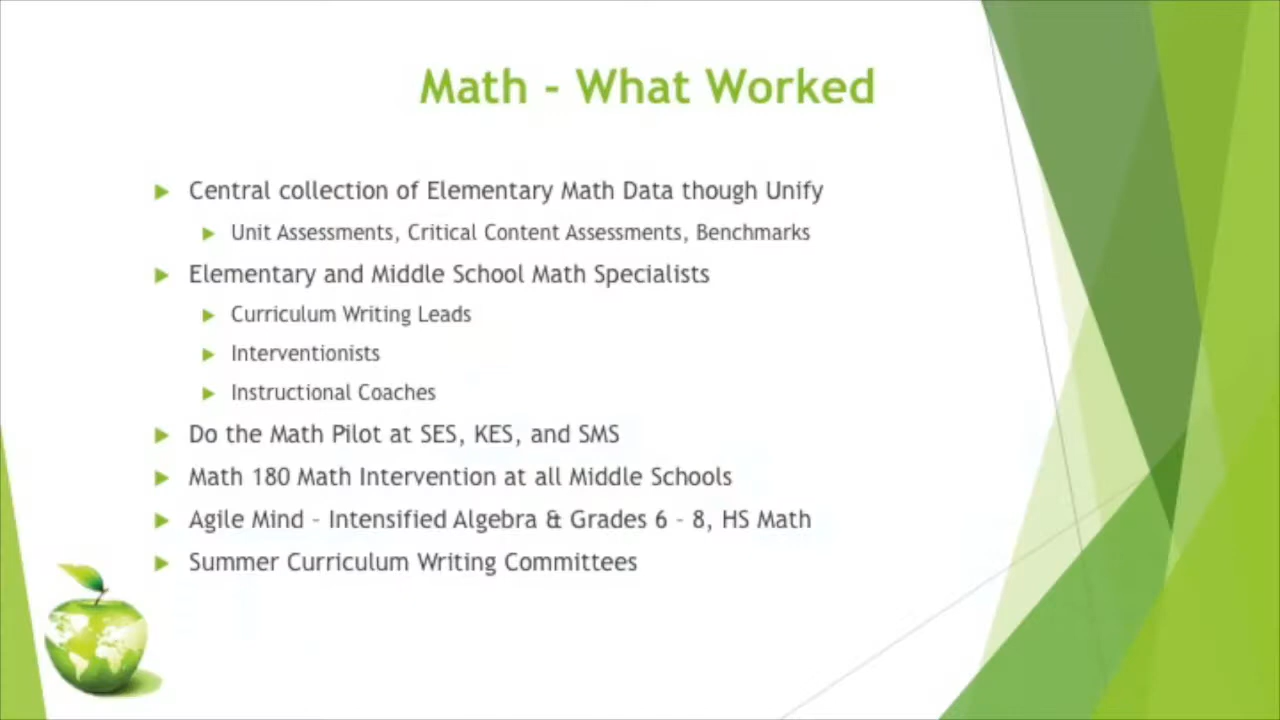 Math - What Worked
Central collection of Elementary Math Data though Unify
Unit Assessments, Critical Content Assessments, Benchmarks
Elementary and Middle School Math Specialists
Curriculum Writing Leads
Interventionists
Instructional Coaches
Do the Math Pilot at SES, KES, and SMS
Math 180 Math Intervention at all Middle Schools
Agile Mind – Intensified Algebra & Grades 6 – 8, HS Math
Summer Curriculum Writing Committees